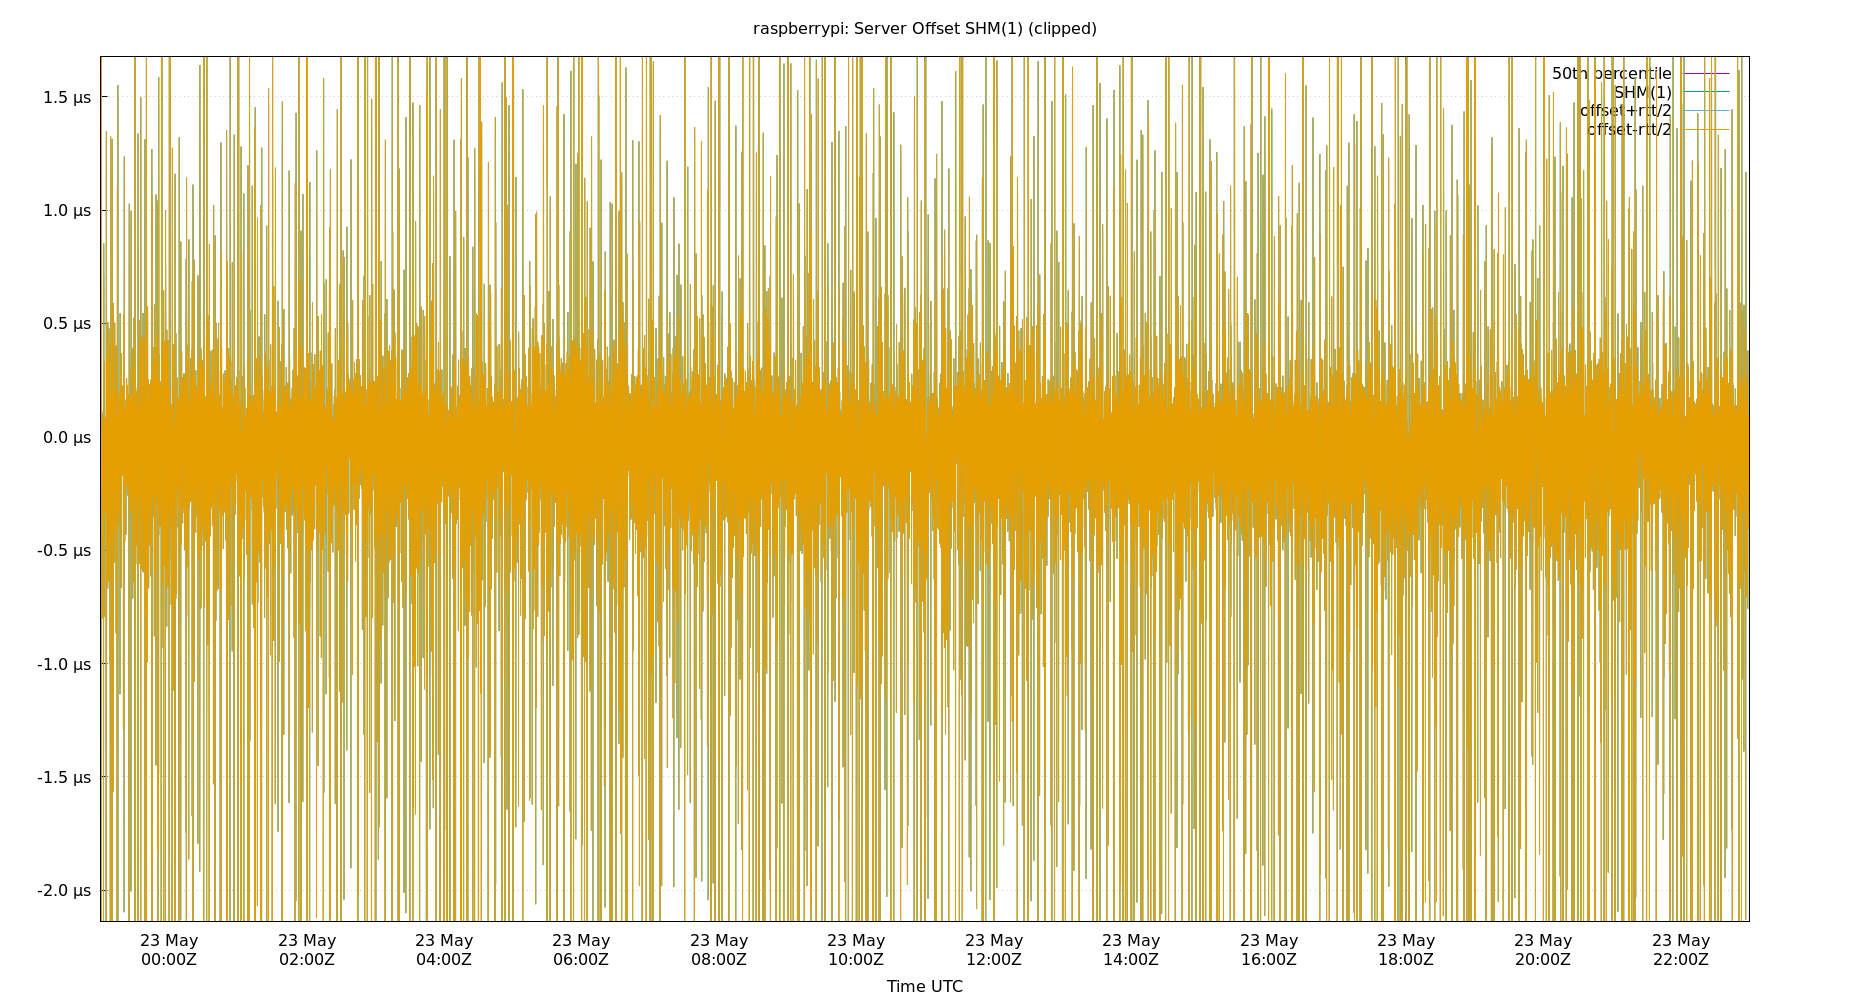 raspberrypi: Server Offset SHM(1) (clipped)
50th percentile
SHM(1)
offset+rtt/2
offset-rtt/2
1.5 µs
1.0 µs
0.5 µs
0.0 µs
-0.5 µs
-1.0 µs
-1.5 µs
-2.0 µs
23 May 23 May 23 May 23 May 23 May 23 May 23 May 23 May 23 May 23 May 23 May 23 May
00:00Z 02:00Z 04:00Z 06:00Z 08:00Z 10:00Z 12:00Z 14:00Z 16:00Z 18:00Z 20:00Z 22:00Z
Time UTC